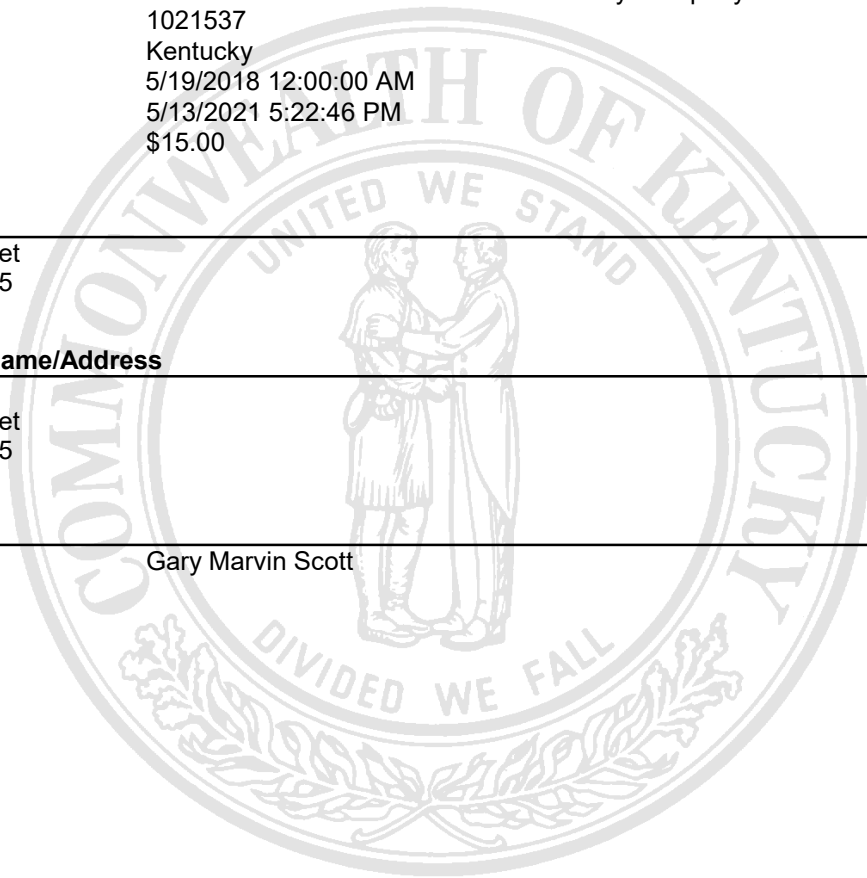 1021537
Kentucky
5/19/2018 12:00:00 AM
5/13/2021 5:22:46 PM
$15.00
COMMONWEALTH OF KENTUCKY
UNITED WE STAND
et
5
ame/Address
et
5
Gary Marvin Scott
DIVIDED WE FALL